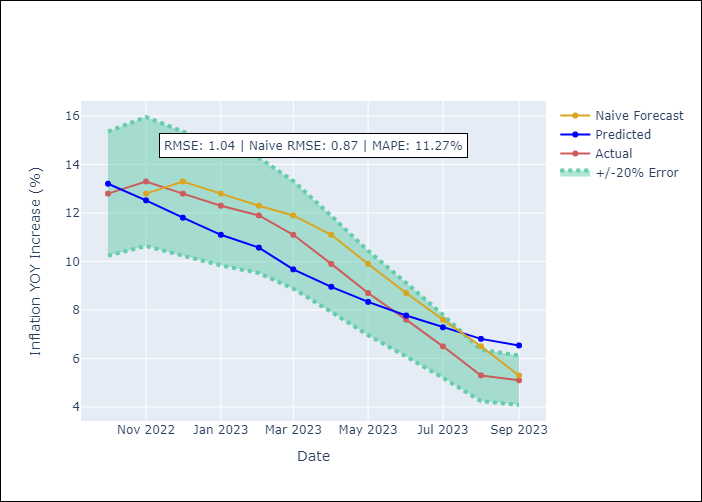 RMSE: 1.04 | Naive RMSE: 0.87 | MAPE: 11.27%
Naive Forecast
Predicted
Actual
+/-20% Error
Inflation YOY Increase (%)
16
14
12
10
8
6
4
Nov 2022
Jan 2023
Mar 2023
May 2023
Jul 2023
Sep 2023
Date